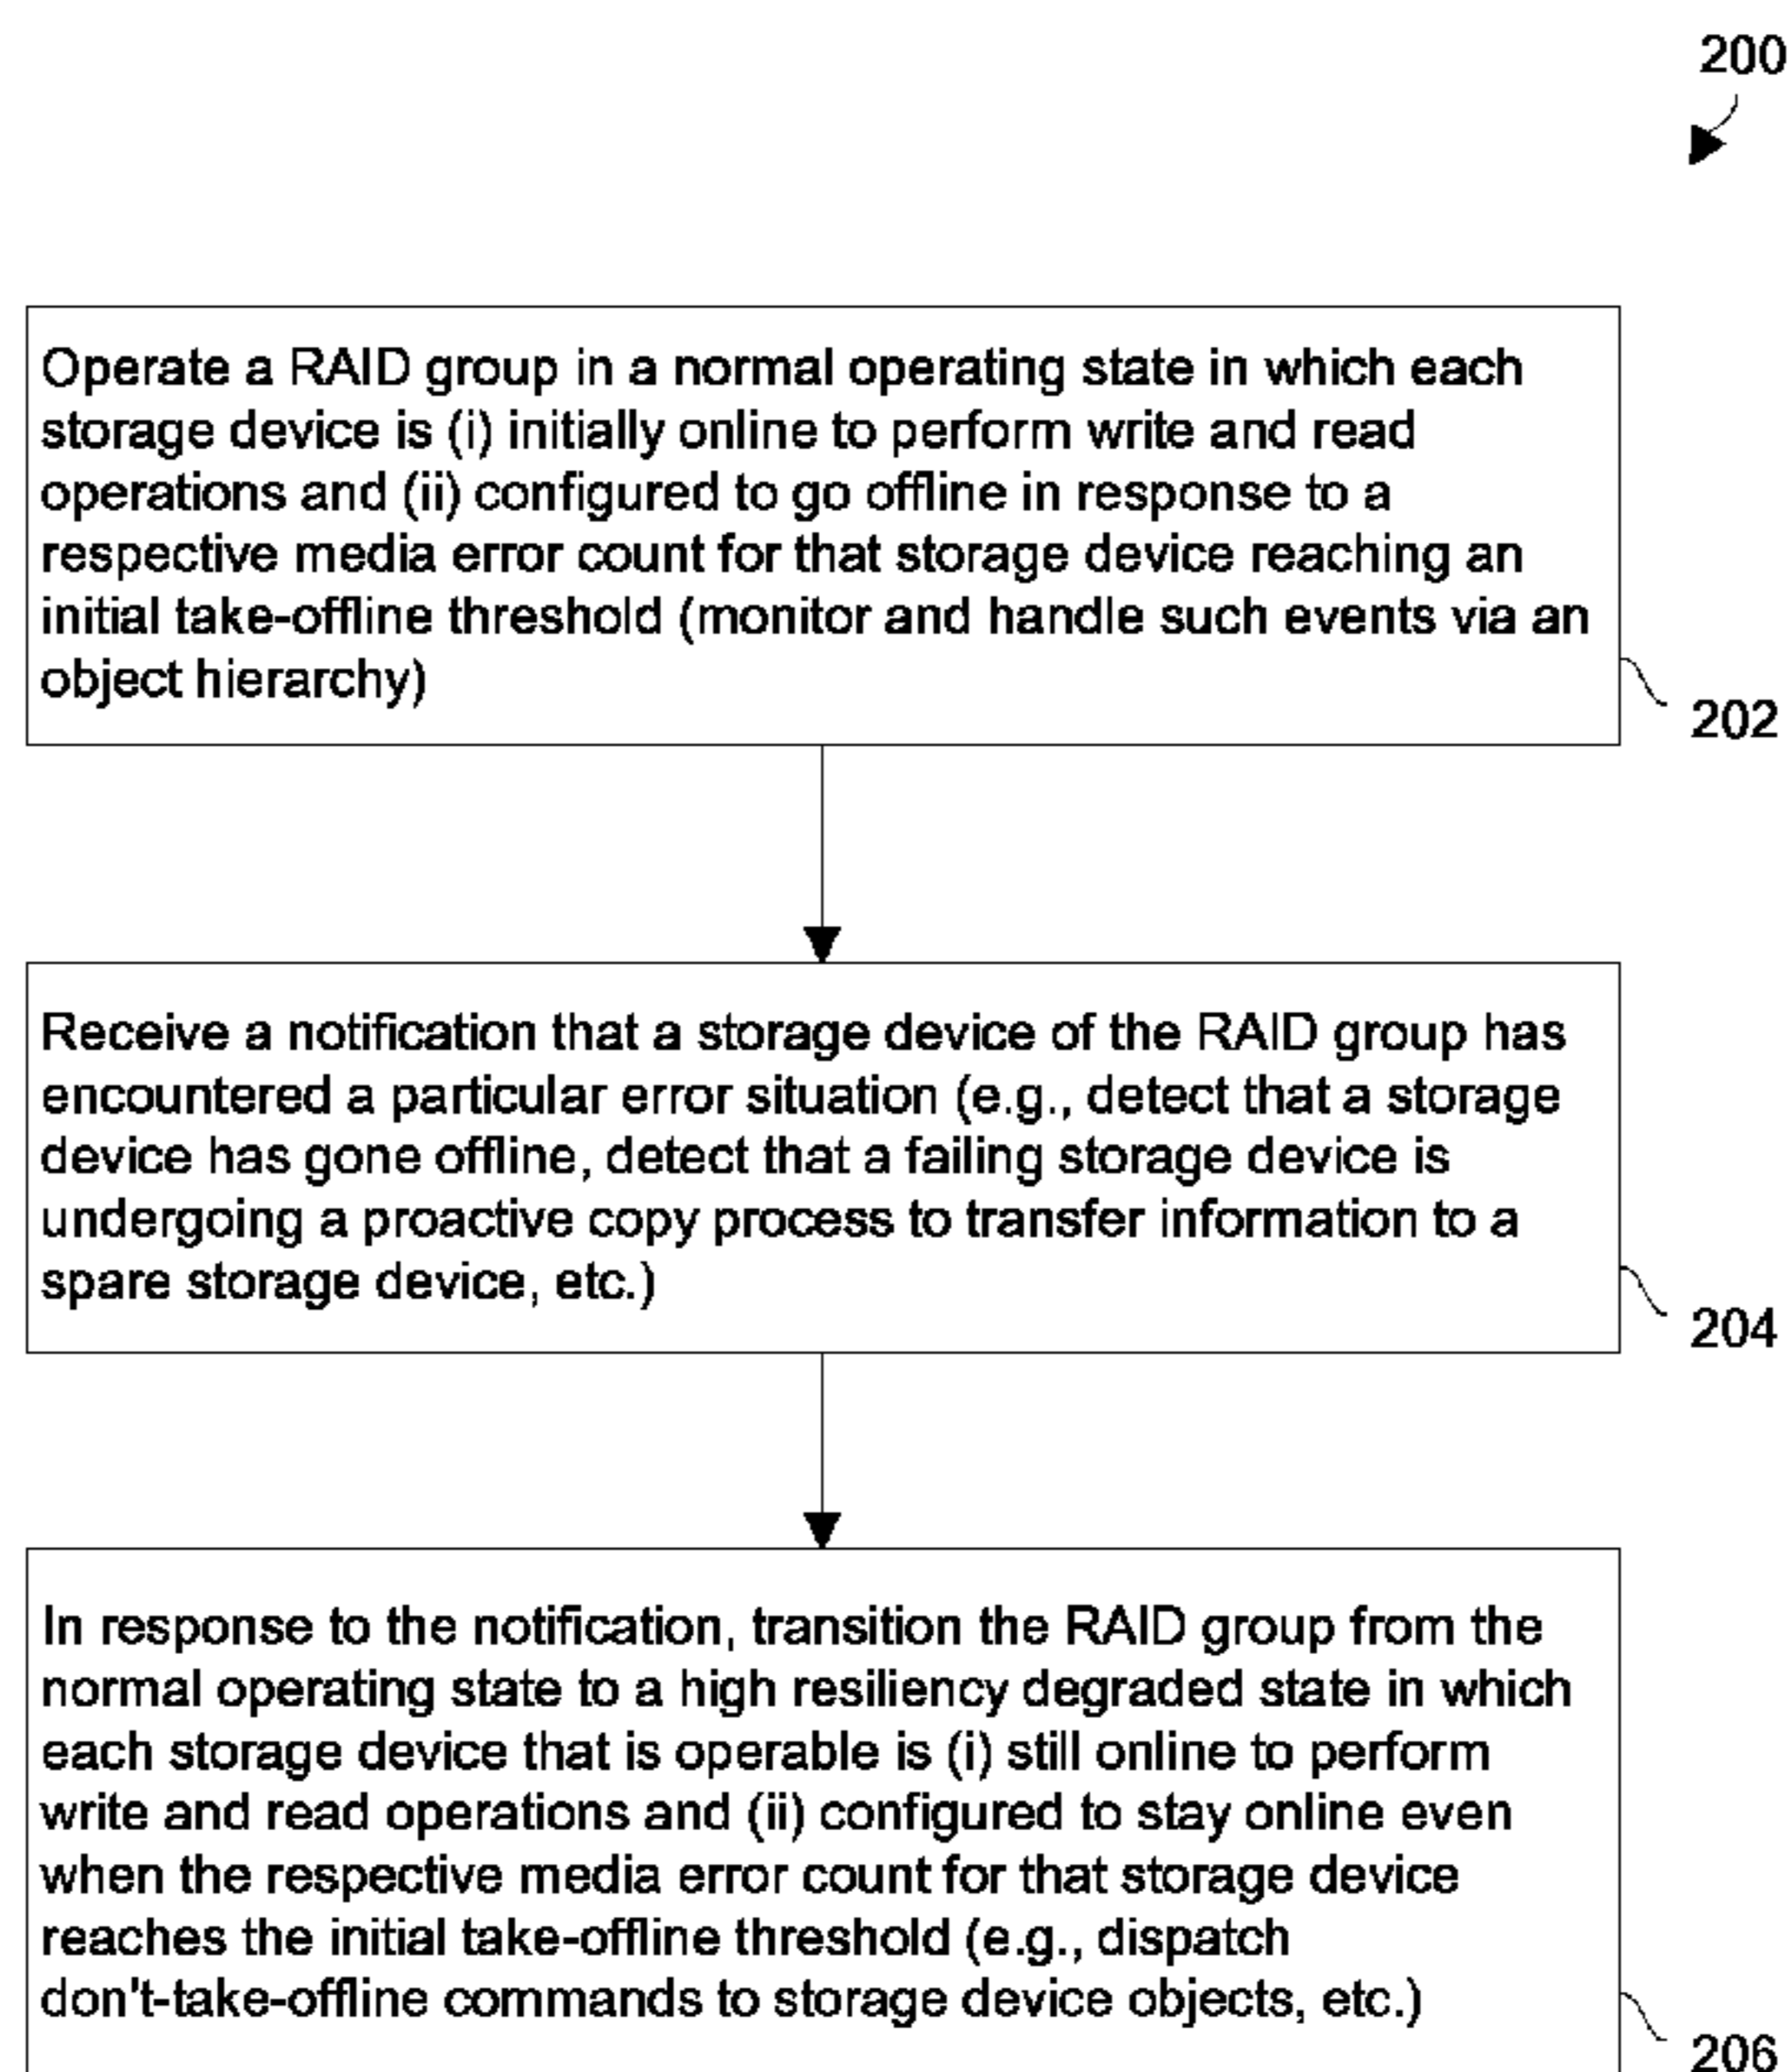 200
Operate a RAID group in a normal operating state in which each
storage device is (i) initially online to perform write and read
operations and (ii) configured to go offline in response to a
respective media error count for that storage device reaching an
initial take-offline threshold (monitor and handle such events via an
object hierarchy)
202
Receive a notification that a storage device of the RAID group has
encountered a particular error situation (e.g., detect that a storage
device has gone offline, detect that a failing storage device is
undergoing a proactive copy process to transfer information to a
spare storage device, etc.)
204
In response to the notification, transition the RAID group from the
normal operating state to a high resiliency degraded state in which
each storage device that is operable is (i) still online to perform
write and read operations and (ii) configured to stay online even
when the respective media error count for that storage device
reaches the initial take-offline threshold (e.g., dispatch
don't-take-offline commands to storage device objects, etc.)
206